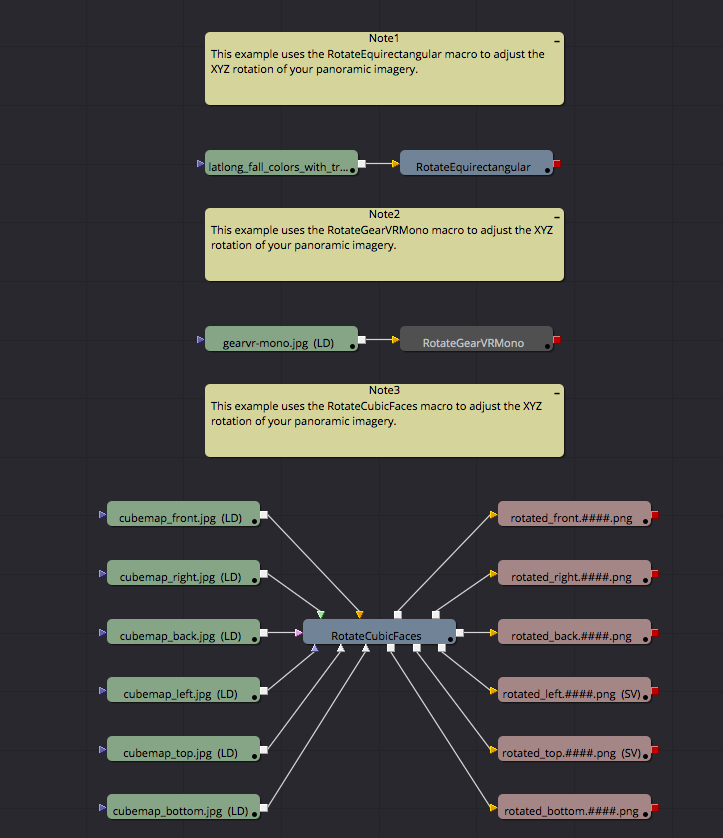 Note1
This example uses the RotateEquirectangular macro to adjust the
XYZ rotation of your panoramic imagery.
latlong_fall_colors_with_tr... RotateEquirectangular
Note2
This example uses the RotateGearVRMono macro to adjust the XYZ
rotation of your panoramic imagery.
gearvr-mono.jpg (LD) RotateGearVRMono
Note3
This example uses the RotateCubicFaces macro to adjust the XYZ
rotation of your panoramic imagery.
cubemap_front.jpg (LD) rotated_front.####.png
cubemap_right.jpg (LD) rotated_right.####.png
cubemap_back.jpg (LD) RotateCubicFaces rotated_back.####.png
cubemap_left.jpg (LD) rotated_left.####.png (SV)
cubemap_top.jpg (LD) rotated_top.####.png (SV)
cubemap_bottom.jpg (LD) rotated_bottom.####.png